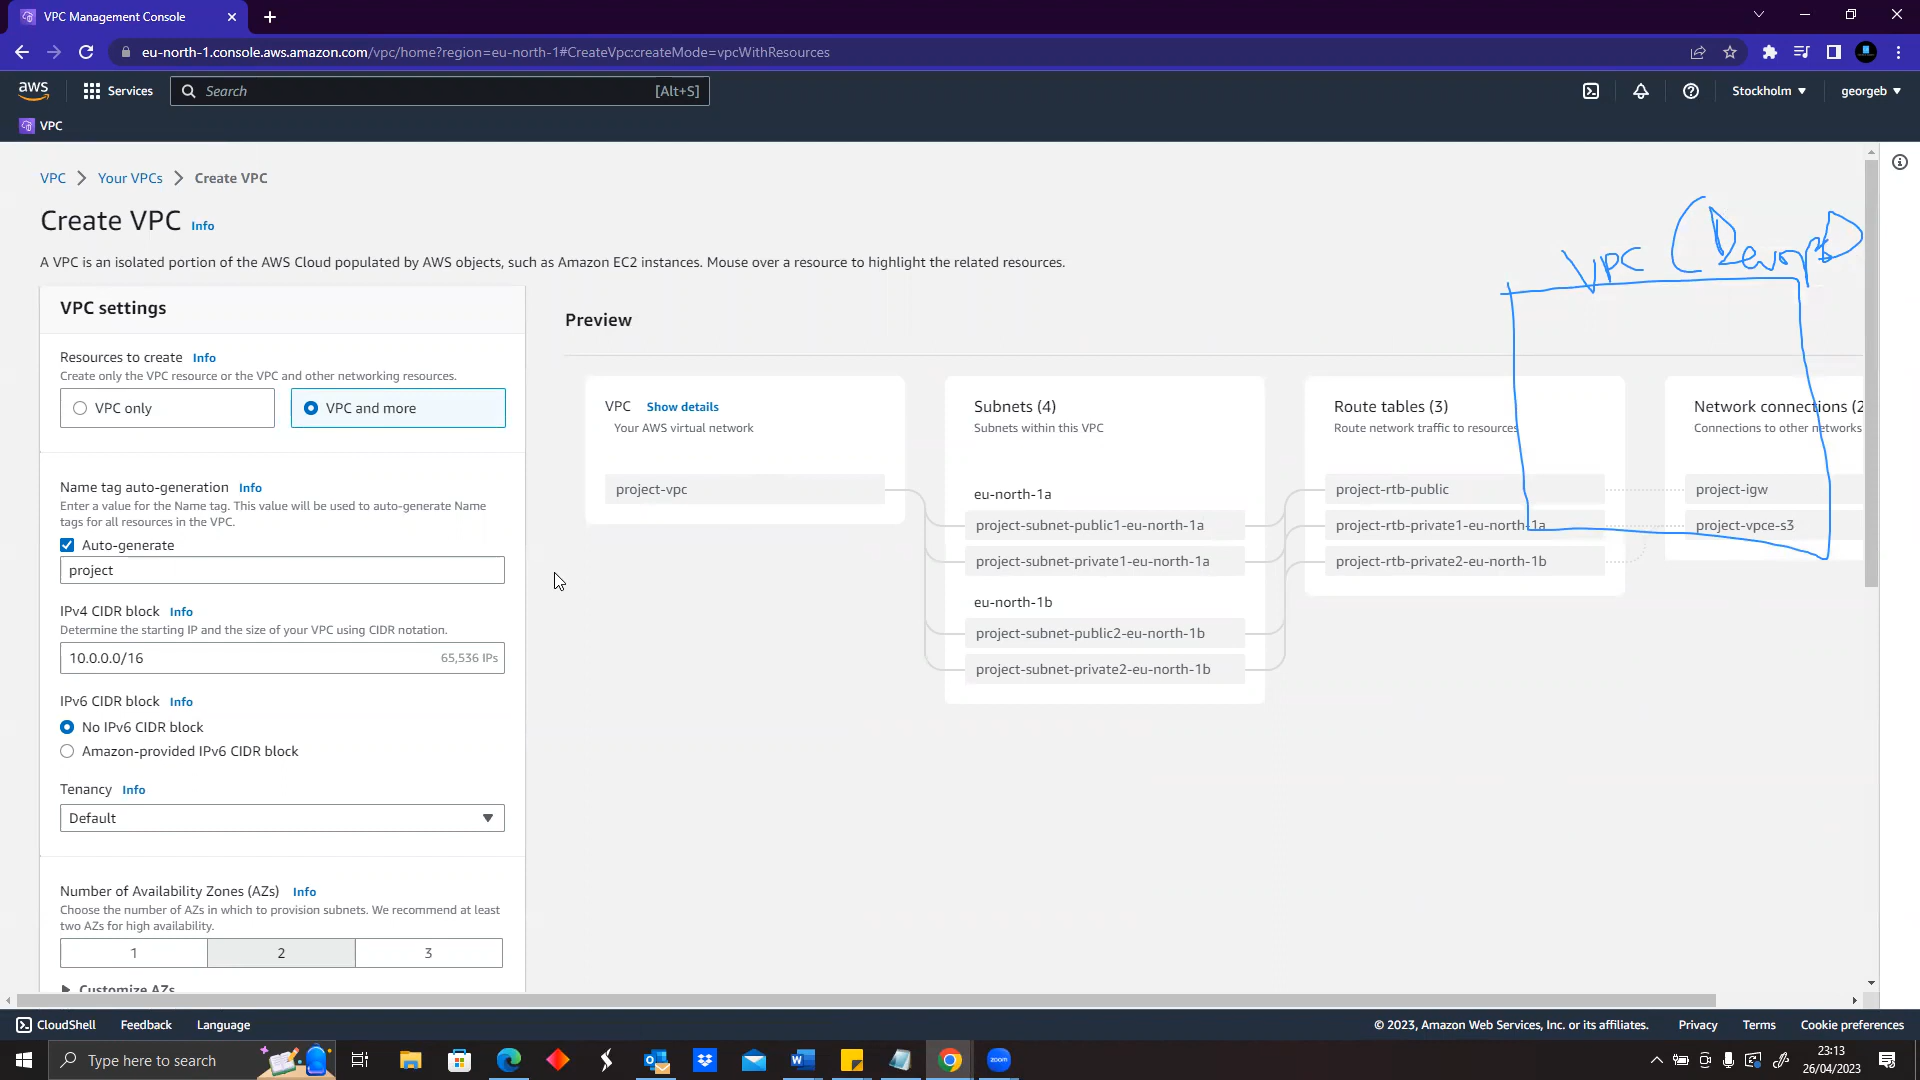 VPC Management Console
eu-north-1.console.aws.amazon.com/vpc/home?region=eu-north-1#CreateVpc:createMode=vpcWithResources
aws
Services
Search
[Alt+S]
Stockholm
georgeb
VPC
VPC
Your VPCs
Create VPC
Create VPC Info
A VPC is an isolated portion of the AWS Cloud populated by AWS objects, such as Amazon EC2 instances. Mouse over a resource to highlight the related resources.
VPC settings
Resources to create Info
Create only the VPC resource or the VPC and other networking resources.
VPC only
VPC and more
Name tag auto-generation Info
Enter a value for the Name tag. This value will be used to auto-generate Name
tags for all resources in the VPC.
Auto-generate
project
IPv4 CIDR block Info
Determine the starting IP and the size of your VPC using CIDR notation.
10.0.0.0/16
65,536 IPs
IPv6 CIDR block Info
No IPv6 CIDR block
Amazon-provided IPv6 CIDR block
Tenancy Info
Default
Number of Availability Zones (AZs) Info
Choose the number of AZs in which to provision subnets. We recommend at least
two AZs for high availability.
1
2
3
Customize AZs
Preview
VPC Show details
Your AWS virtual network
project-vpc
Subnets (4)
Subnets within this VPC
eu-north-1a
project-subnet-public1-eu-north-1a
project-subnet-private1-eu-north-1a
eu-north-1b
project-subnet-public2-eu-north-1b
project-subnet-private2-eu-north-1b
Route tables (3)
Route network traffic to resources
project-rtb-public
project-rtb-private1-eu-north-1a
project-rtb-private2-eu-north-1b
Network connections (2
Connections to other networks
project-igw
project-vpce-s3
VPC
CloudShell
Feedback
Language
© 2023, Amazon Web Services, Inc. or its affiliates.
Privacy
Terms
Cookie preferences
Type here to search
zoom
23:13
26/04/2023